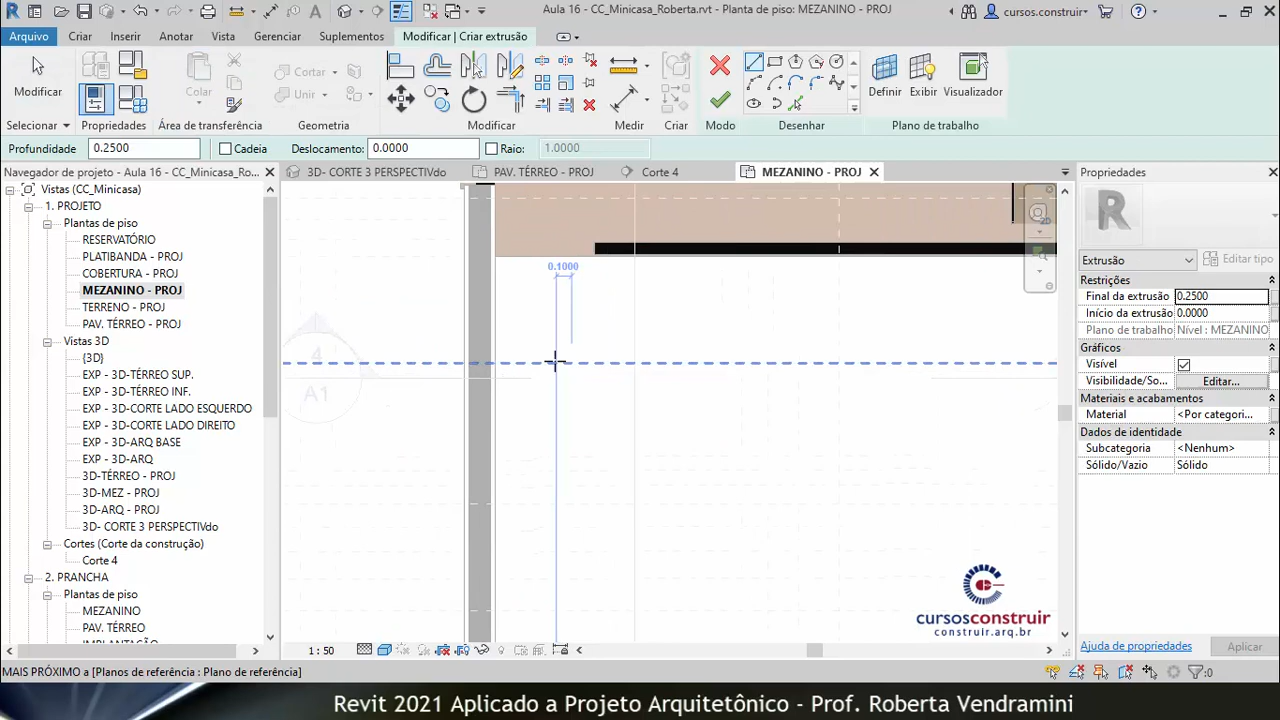 Aula 16 - CC_Minicasa_Roberta.rvt - Planta de piso: MEZANINO - PROJ
cursos.construir
Arquivo
Criar
Inserir
Anotar
Vista
Gerenciar
Suplementos
Modificar | Criar extrusão
Modificar
Colar
Cortar
Unir
Definir
Exibir
Visualizador
Selecionar
Propriedades
Área de transferência
Geometria
Modificar
Medir
Criar
Modo
Desenhar
Plano de trabalho
Profundidade
0.2500
Cadeia
Deslocamento:
0.0000
Raio:
1.0000
Navegador de projeto - Aula 16 - CC_Minicasa_Ro...
3D- CORTE 3 PERSPECTIVdo
PAV. TÉRREO - PROJ
Corte 4
MEZANINO - PROJ
Propriedades
Vistas (CC_Minicasa)
1. PROJETO
Plantas de piso
RESERVATÓRIO
PLATIBANDA - PROJ
COBERTURA - PROJ
MEZANINO - PROJ
TERRENO - PROJ
PAV. TÉRREO - PROJ
Vistas 3D
{3D}
EXP - 3D-TÉRREO SUP.
EXP - 3D-TÉRREO INF.
EXP - 3D-CORTE LADO ESQUERDO
EXP - 3D-CORTE LADO DIREITO
EXP - 3D-ARQ BASE
EXP - 3D-ARQ
3D-TÉRREO - PROJ
3D-MEZ - PROJ
3D-ARQ - PROJ
3D- CORTE 3 PERSPECTIVdo
Cortes (Corte da construção)
Corte 4
2. PRANCHA
Plantas de piso
MEZANINO
PAV. TÉRREO
IMPLANTAÇÃO
0.1000
4
A1
2D
Extrusão
Editar tipo
Restrições
Final da extrusão
0.2500
Início da extrusão
0.0000
Plano de trabalho
Nível : MEZANINO
Gráficos
Visível
Visibilidade/So...
Editar...
Materiais e acabamentos
Material
<Por categori...
Dados de identidade
Subcategoria
<Nenhum>
Sólido/Vazio
Sólido
cursosconstruir
construir.arq.br
Ajuda de propriedades
Aplicar
1 : 50
MAIS PRÓXIMO a [Planos de referência : Plano de referência]
:0
Revit 2021 Aplicado a Projeto Arquitetônico - Prof. Roberta Vendramini